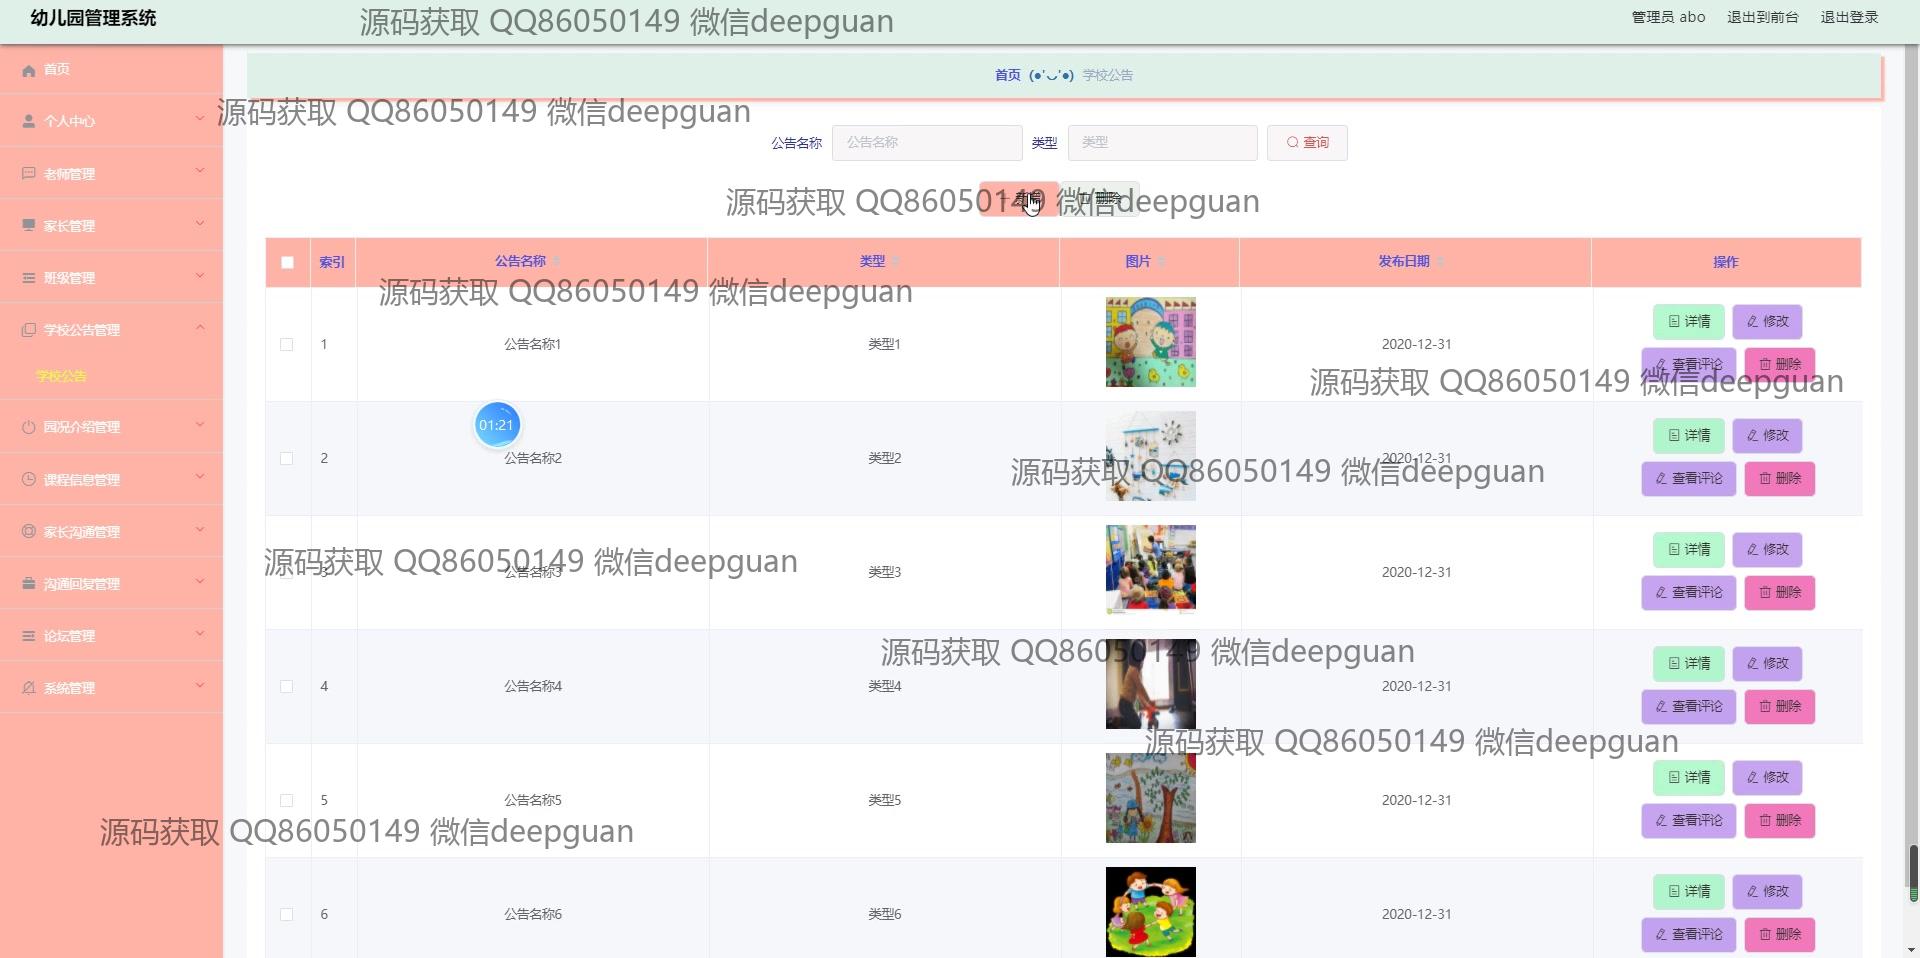 幼儿园管理系统
源码获取 QQ86050149 微信deepguan
管理员 abo 退出到前台 退出登录
首页
个人中心
老师管理
家长管理
班级管理
学校公告管理
学校公告
园况介绍管理
课程信息管理
家长沟通管理
沟通回复管理
论坛管理
系统管理
首页 (●'◡'●) 学校公告
源码获取 QQ86050149 微信deepguan
公告名称 公告名称 类型 类型 查询
新增 删除
源码获取 QQ86050149 微信deepguan
索引 公告名称 类型 图片 发布日期 操作
源码获取 QQ86050149 微信deepguan
1 公告名称1 类型1 2020-12-31 详情 修改
查看评论 删除
源码获取 QQ86050149 微信deepguan
01:21
2 公告名称2 类型2 2020-12-31 详情 修改
查看评论 删除
源码获取 QQ86050149 微信deepguan
3 公告名称3 类型3 2020-12-31 详情 修改
查看评论 删除
源码获取 QQ86050149 微信deepguan
源码获取 QQ86050149 微信deepguan
4 公告名称4 类型4 2020-12-31 详情 修改
查看评论 删除
源码获取 QQ86050149 微信deepguan
5 公告名称5 类型5 2020-12-31 详情 修改
查看评论 删除
源码获取 QQ86050149 微信deepguan
6 公告名称6 类型6 2020-12-31 详情 修改
查看评论 删除